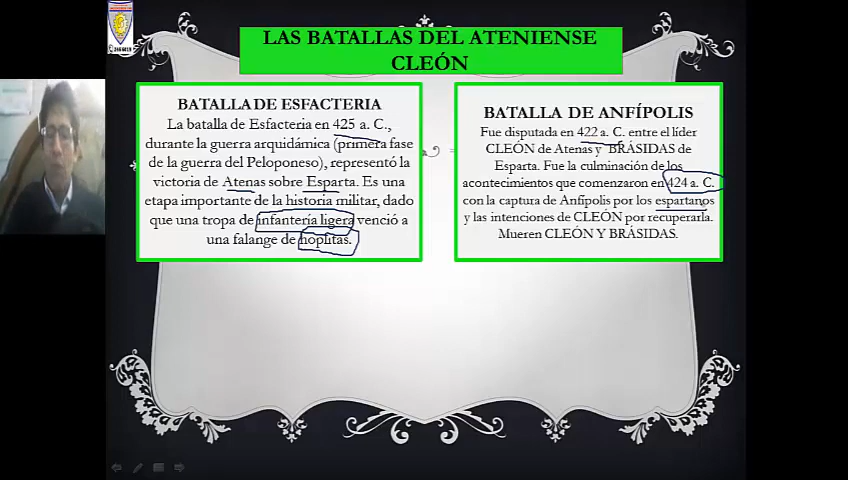 LAS BATALLAS DEL ATENIENSE
CLEÓN
BATALLA DE ESFACTERIA
La batalla de Esfacteria en 425 a. C.,
durante la guerra arquidámica (primera fase
de la guerra del Peloponeso), representó la
victoria de Atenas sobre Esparta. Es una
etapa importante de la historia militar, dado
que una tropa de infantería ligera venció a
una falange de hoplitas.
BATALLA DE ANFÍPOLIS
Fue disputada en 422 a. C. entre el líder
CLEÓN de Atenas y BRÁSIDAS de
Esparta. Fue la culminación de los
acontecimientos que comenzaron en 424 a. C.
con la captura de Anfípolis por los espartanos
y las intenciones de CLEÓN por recuperarla.
Mueren CLEÓN Y BRÁSIDAS.